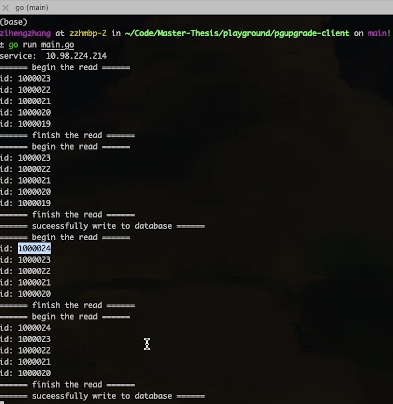 go (main)
(base)
zihengzhang at zzhmbp-2 in ~/Code/Master-Thesis/playground/pgupgrade-client on main!
± go run main.go
service:  10.98.224.214
====== begin the read ======
id: 1000023
id: 1000022
id: 1000021
id: 1000020
id: 1000019
====== finish the read ======
====== begin the read ======
id: 1000023
id: 1000022
id: 1000021
id: 1000020
id: 1000019
====== finish the read ======
====== suceessfully write to database ======
====== begin the read ======
id: 1000024
id: 1000023
id: 1000022
id: 1000021
id: 1000020
====== finish the read ======
====== begin the read ======
id: 1000024
id: 1000023
id: 1000022
id: 1000021
id: 1000020
====== finish the read ======
====== suceessfully write to database ======